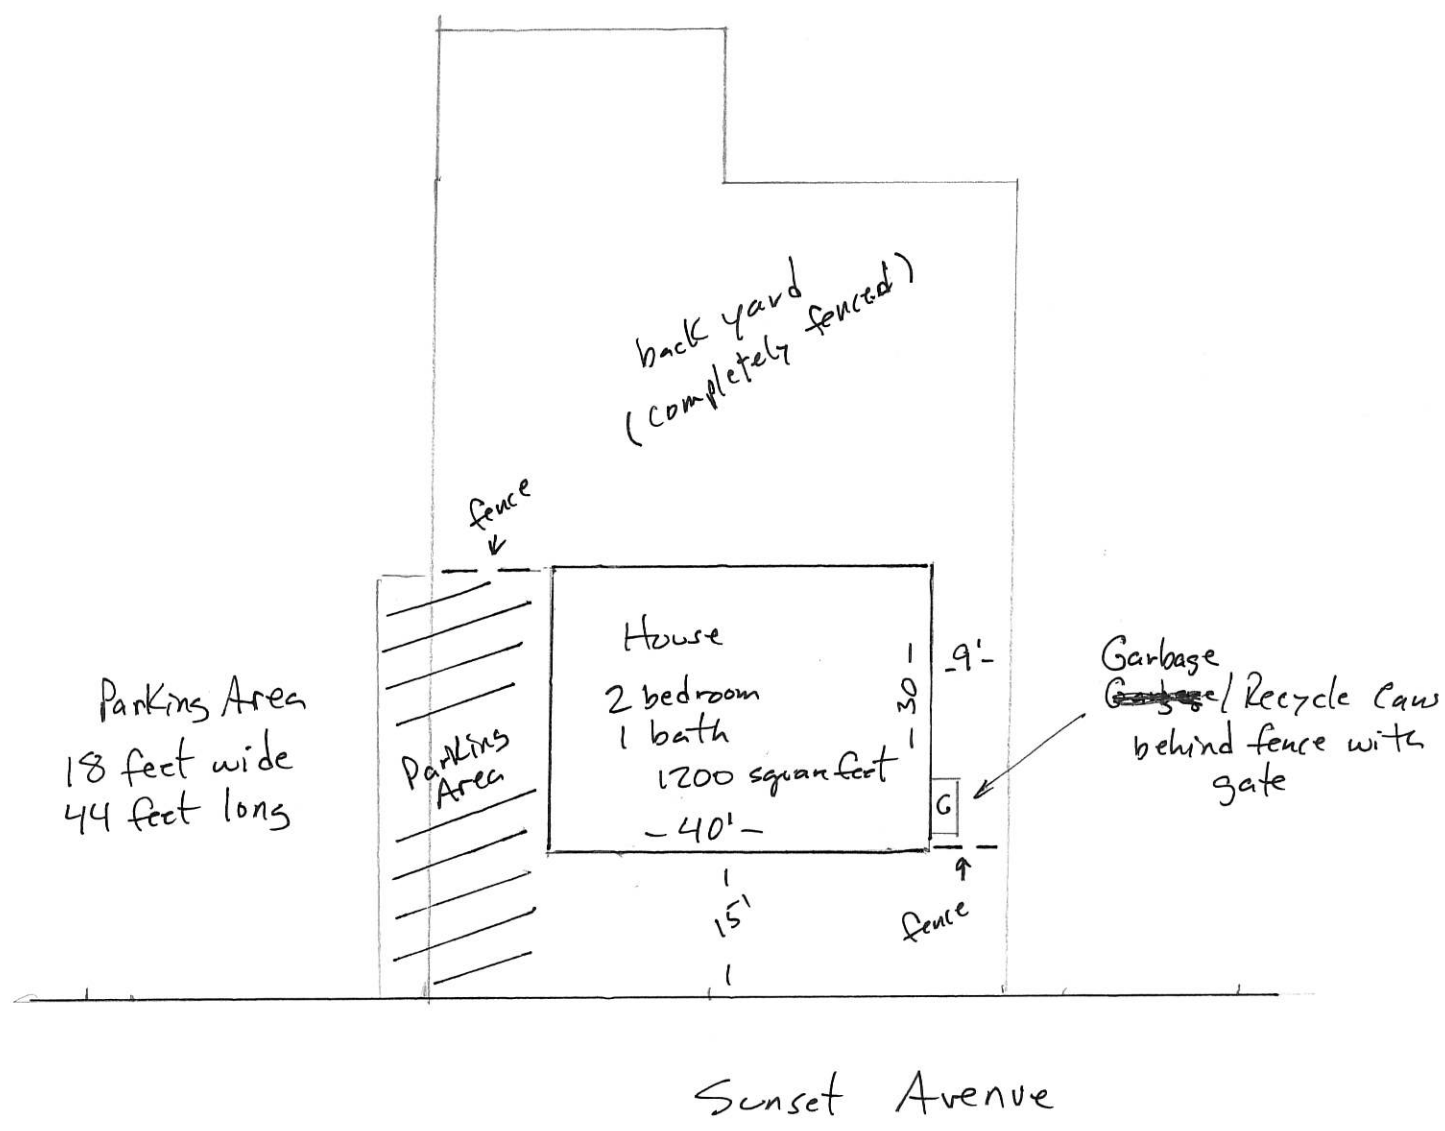 back yard
(completely fenced)
fence
House
2 bedroom
1 bath
1200 square feet
- 40' -
- 30 -
- 9' -
Parking Area
18 feet wide
44 feet long
Parking
Area
Garbage
/ Recycle Cans
behind fence with
gate
G
fence
15'
Sunset Avenue